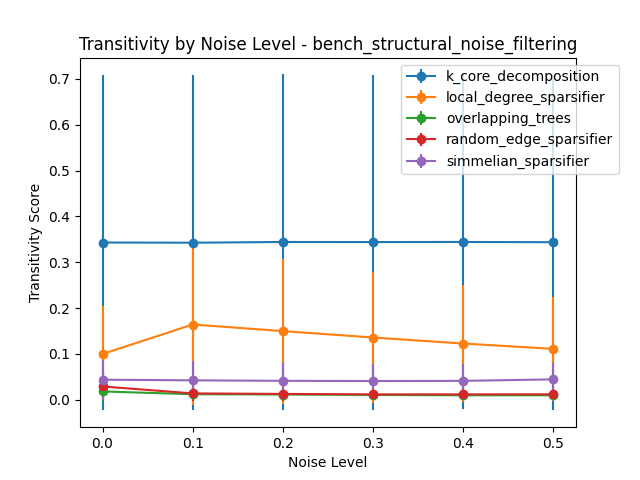 Transitivity by Noise Level - bench_structural_noise_filtering
k_core_decomposition
local_degree_sparsifier
overlapping_trees
random_edge_sparsifier
simmelian_sparsifier
Transitivity Score
0.7
0.6
0.5
0.4
0.3
0.2
0.1
0.0
0.0 0.1 0.2 0.3 0.4 0.5
Noise Level